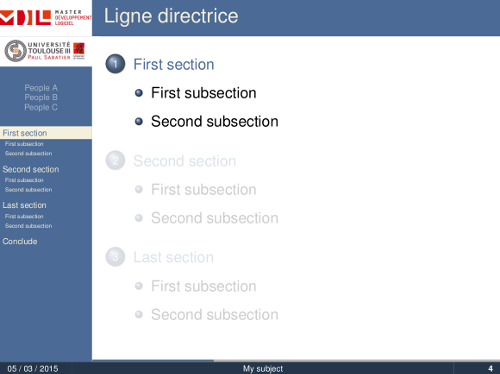 MDL MASTER
DÉVELOPPEMENT
LOGICIEL
UNIVERSITÉ
TOULOUSE III
PAUL SABATIER
People A
People B
People C
First section
First subsection
Second subsection
Second section
First subsection
Second subsection
Last section
First subsection
Second subsection
Conclude
Ligne directrice
1 First section
First subsection
Second subsection
2 Second section
First subsection
Second subsection
3 Last section
First subsection
Second subsection
05 / 03 / 2015
My subject
4